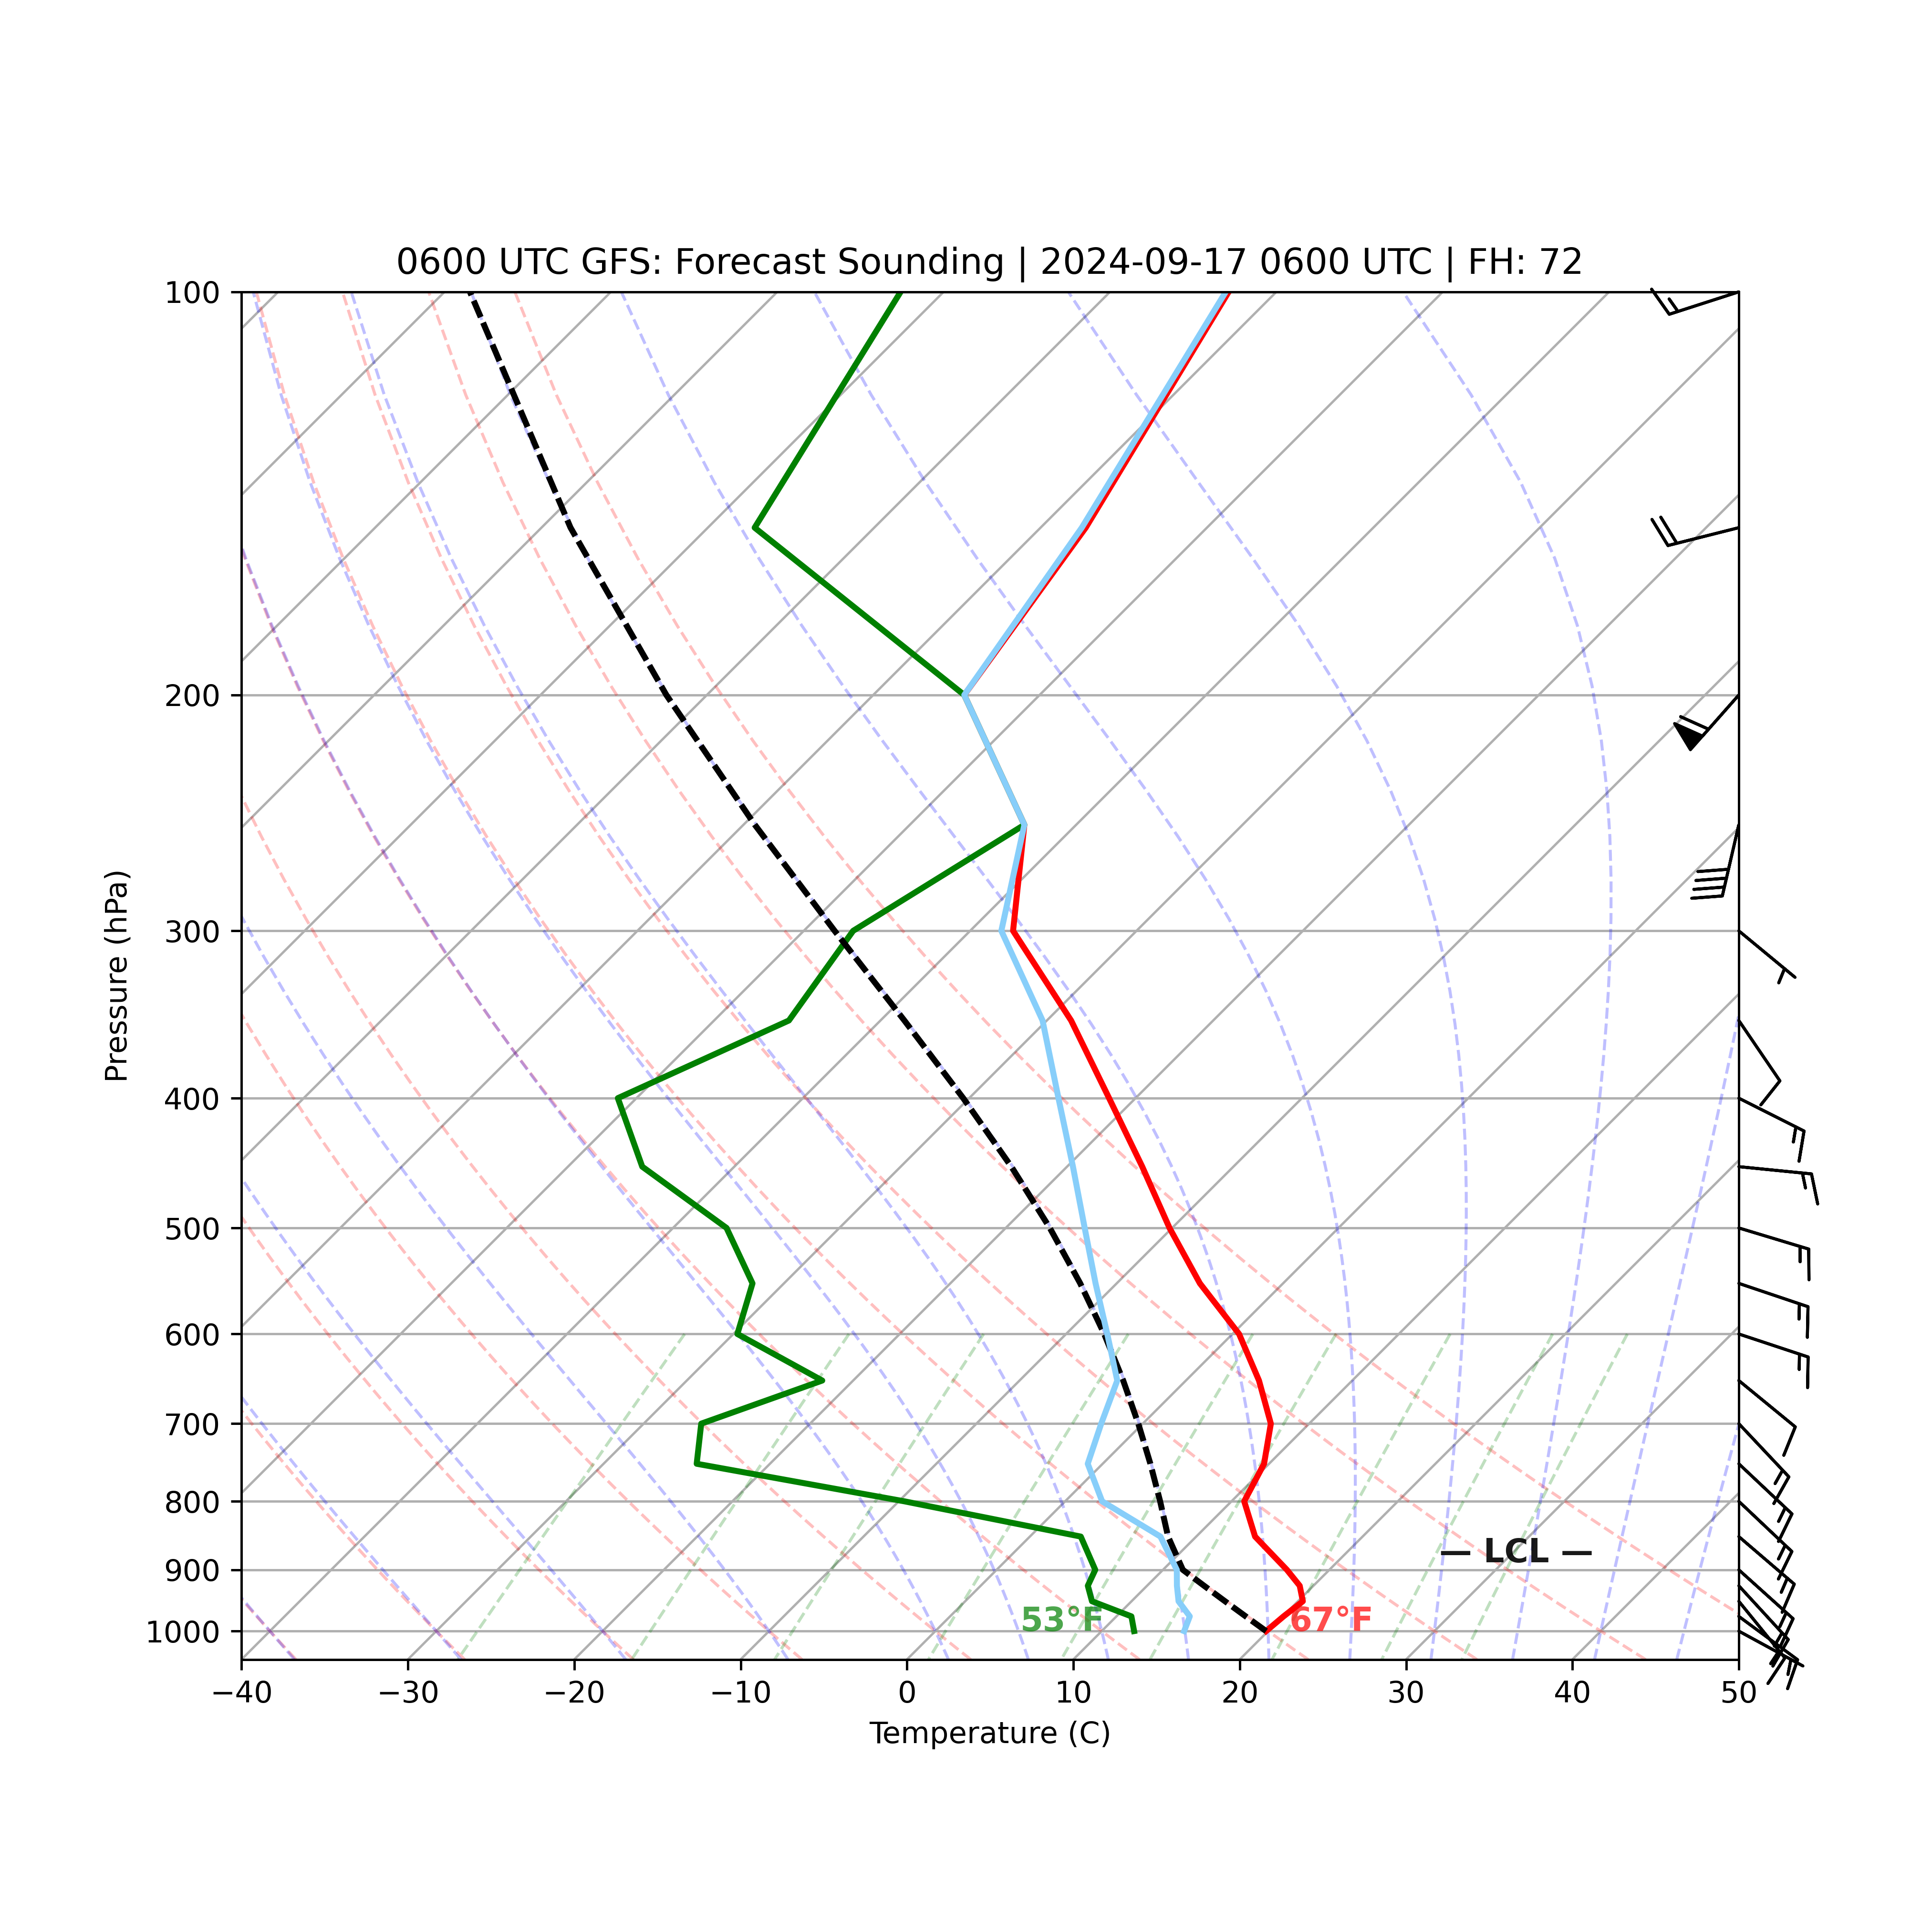 0600 UTC GFS: Forecast Sounding | 2024-09-17 0600 UTC | FH: 72
100
200
300
400
500
600
700
800
900
1000
Pressure (hPa)
— LCL —
53°F
67°F
−40 −30 −20 −10 0 10 20 30 40 50
Temperature (C)